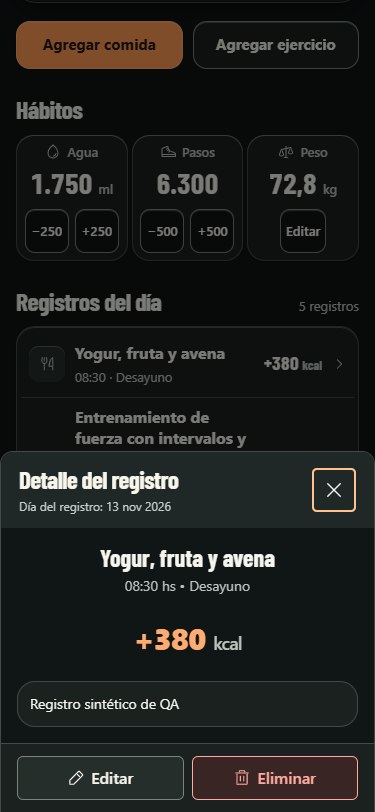 Agregar comida
Agregar ejercicio
Hábitos
Agua
Pasos
Peso
1.750 ml
6.300
72,8 kg
−250
+250
−500
+500
Editar
Registros del día
5 registros
Yogur, fruta y avena
+380 kcal
08:30 · Desayuno
Entrenamiento de
fuerza con intervalos y
Detalle del registro
Día del registro: 13 nov 2026
Yogur, fruta y avena
08:30 hs • Desayuno
+380 kcal
Registro sintético de QA
Editar
Eliminar